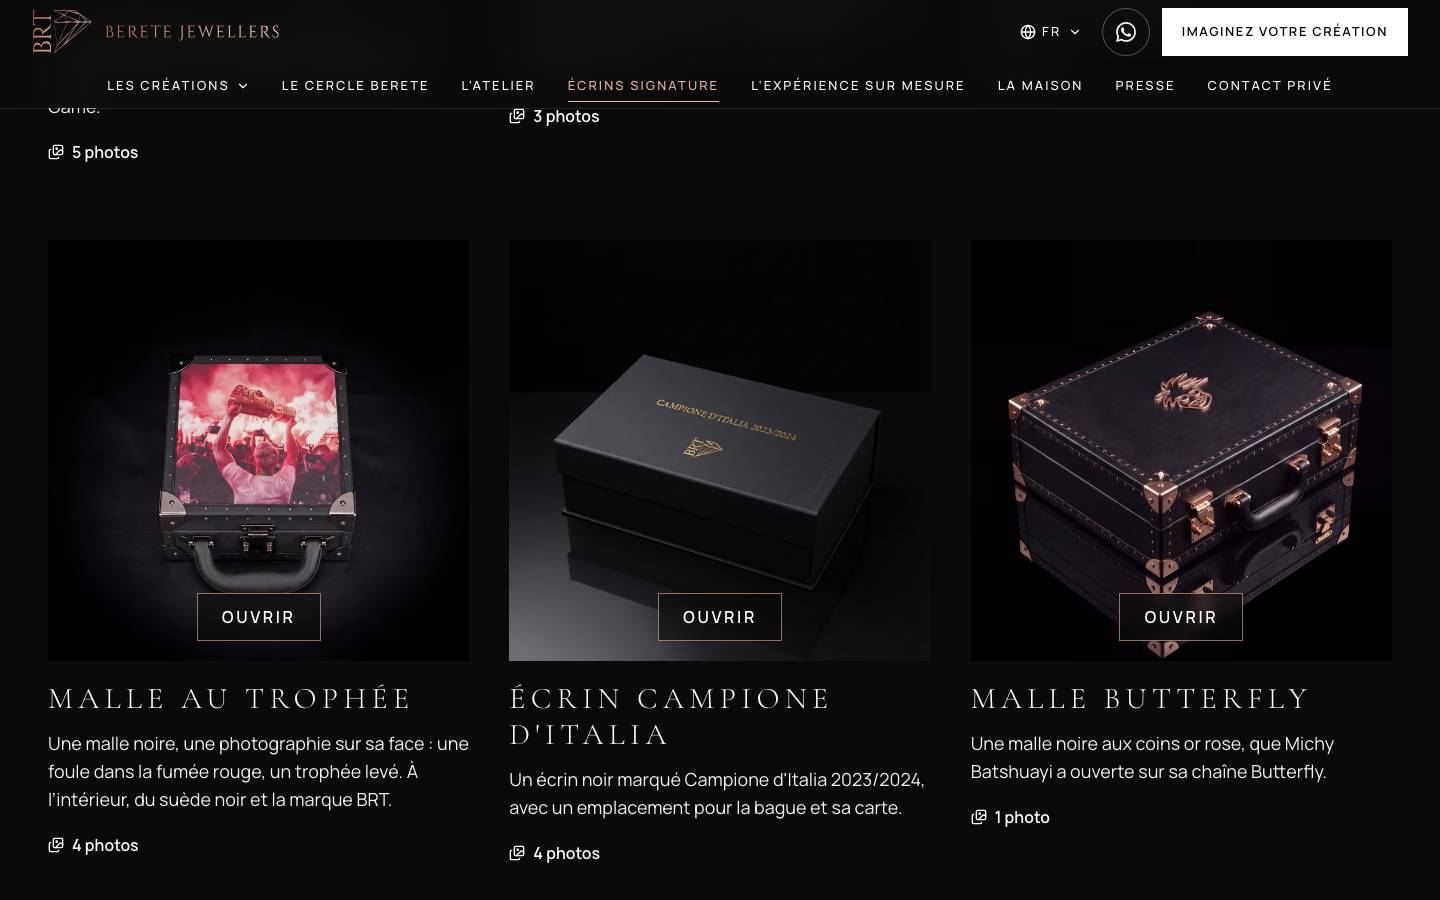 BRT
BERETE JEWELLERS
FR
IMAGINEZ VOTRE CRÉATION
LES CRÉATIONS
LE CERCLE BERETE
L'ATELIER
ÉCRINS SIGNATURE
L'EXPÉRIENCE SUR MESURE
LA MAISON
PRESSE
CONTACT PRIVÉ
Game.
5 photos
3 photos
OUVRIR
CAMPIONE D'ITALIA 2023/2024
BRT
OUVRIR
OUVRIR
MALLE AU TROPHÉE
Une malle noire, une photographie sur sa face : une
foule dans la fumée rouge, un trophée levé. À
l’intérieur, du suède noir et la marque BRT.
4 photos
ÉCRIN CAMPIONE
D'ITALIA
Un écrin noir marqué Campione d'Italia 2023/2024,
avec un emplacement pour la bague et sa carte.
4 photos
MALLE BUTTERFLY
Une malle noire aux coins or rose, que Michy
Batshuayi a ouverte sur sa chaîne Butterfly.
1 photo